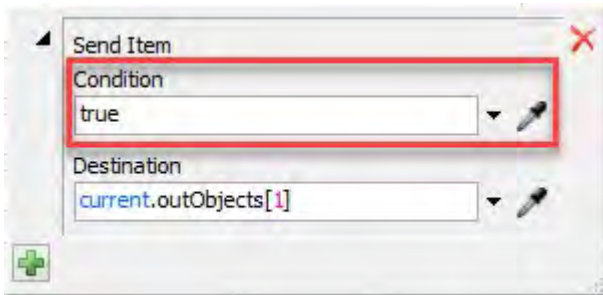 Send Item
Condition
true
Destination
current.outObjects[1]